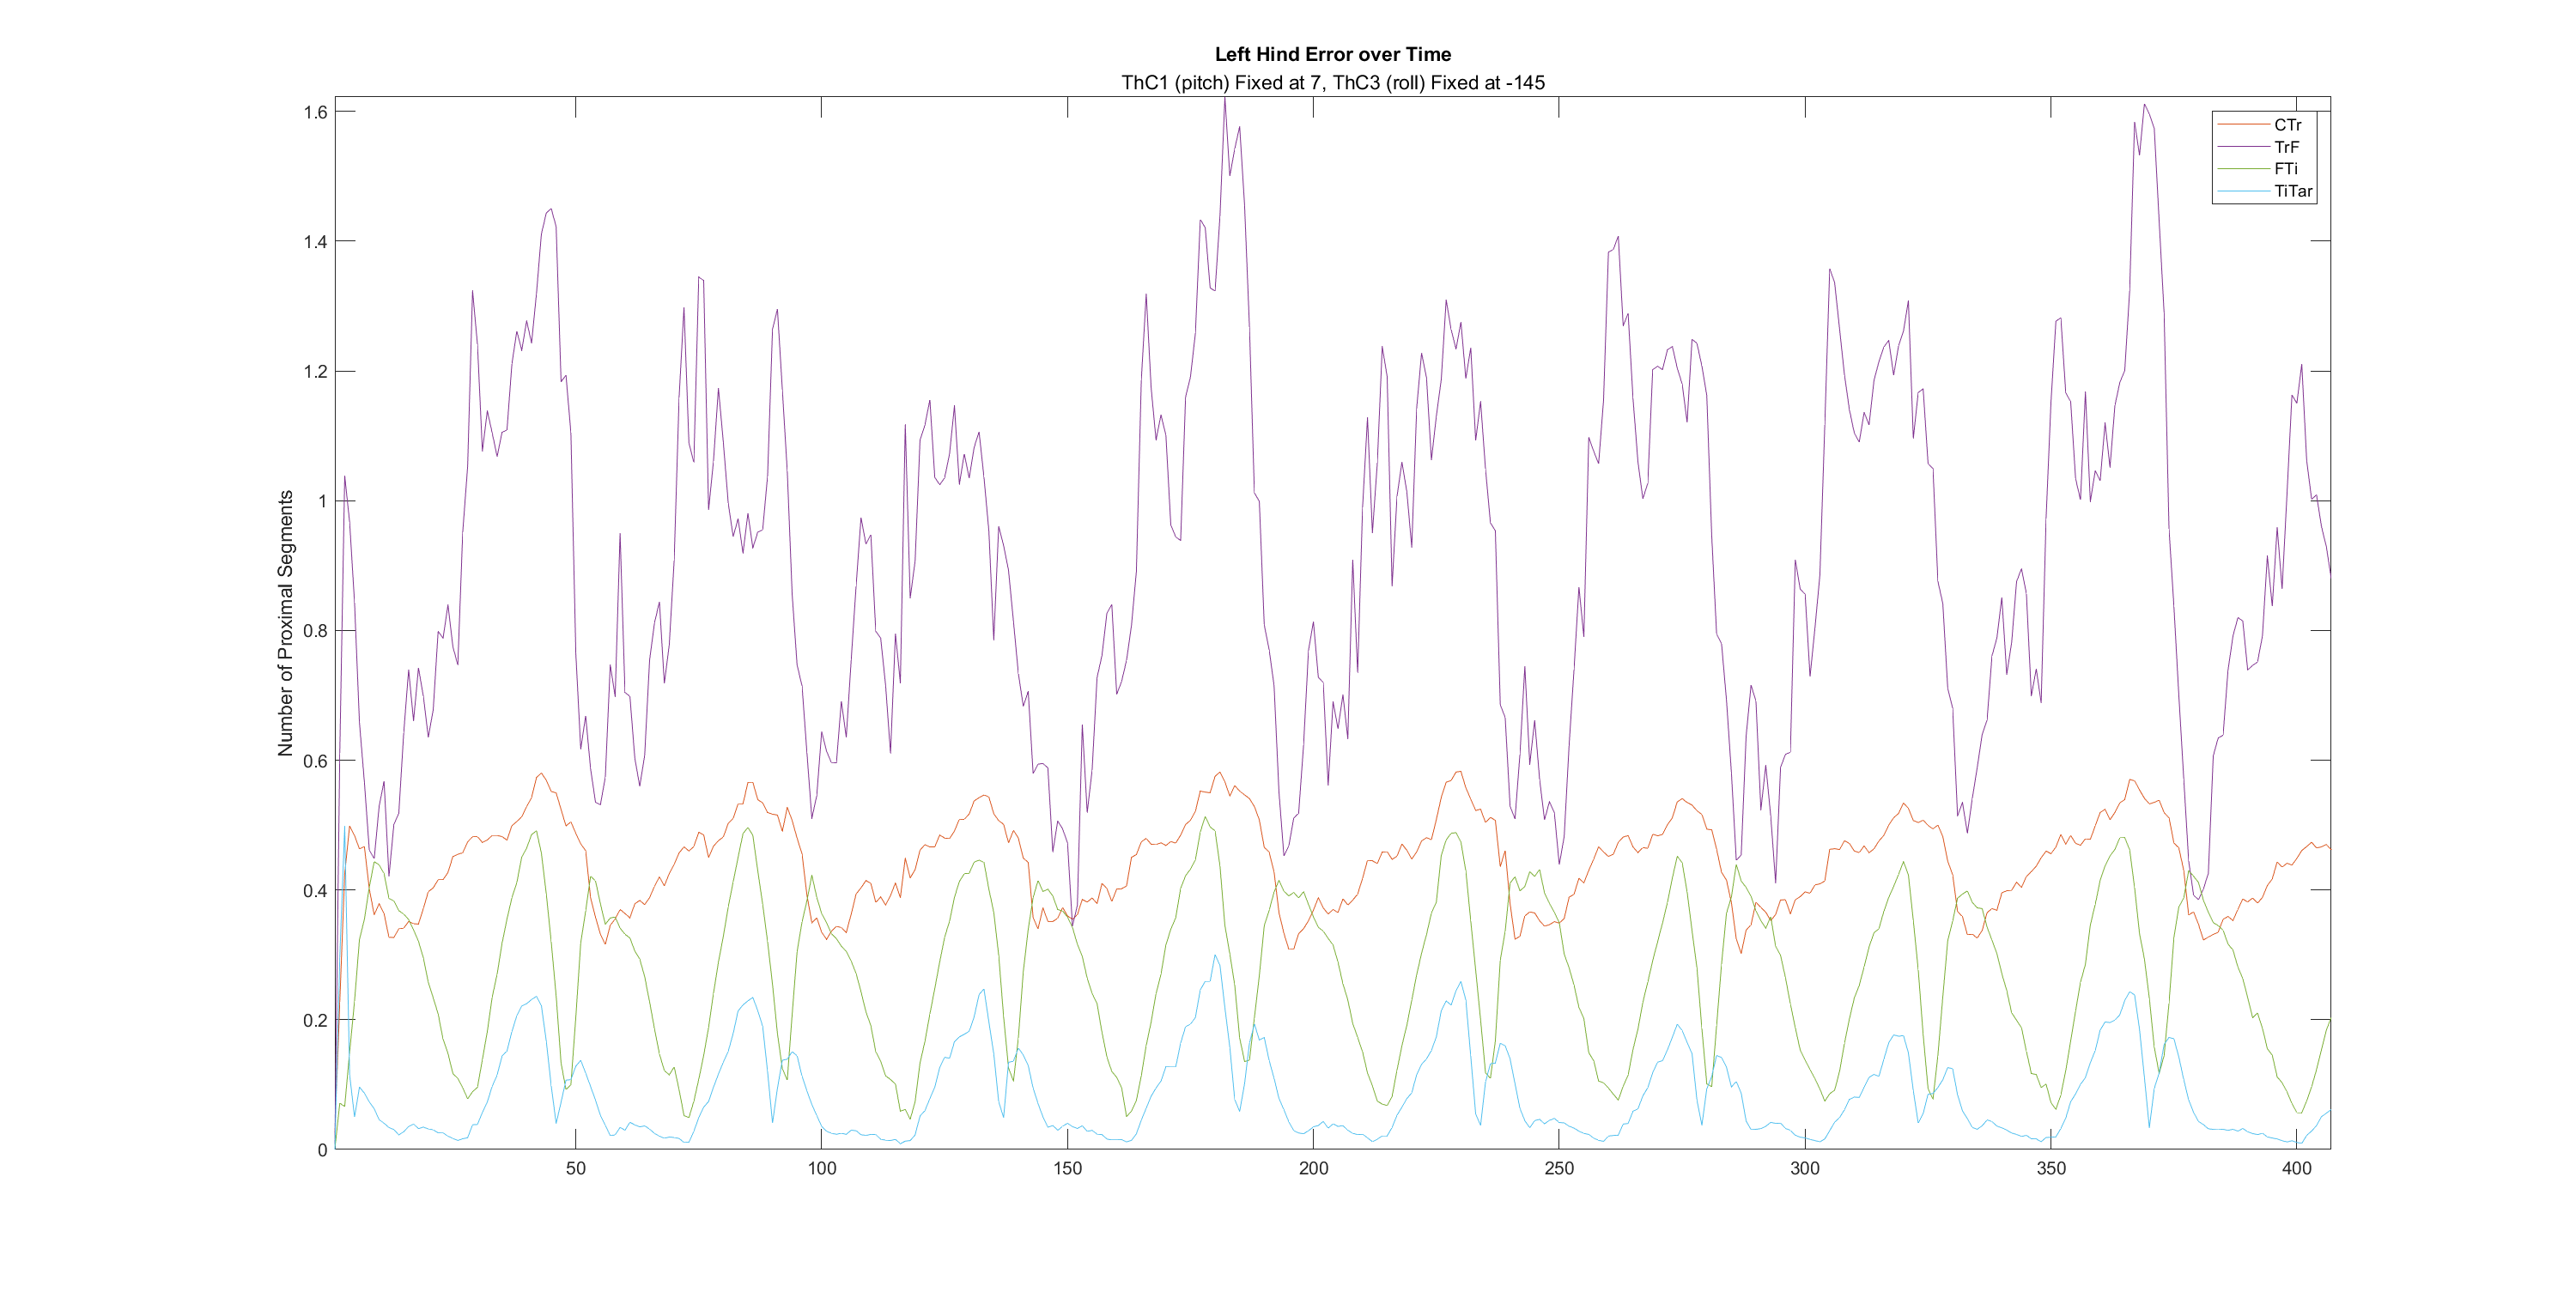 Left Hind Error over Time
ThC1 (pitch) Fixed at 7, ThC3 (roll) Fixed at -145
Number of Proximal Segments
1.6
1.4
1.2
1
0.8
0.6
0.4
0.2
0
50
100
150
200
250
300
350
400
CTr
TrF
FTi
TiTar